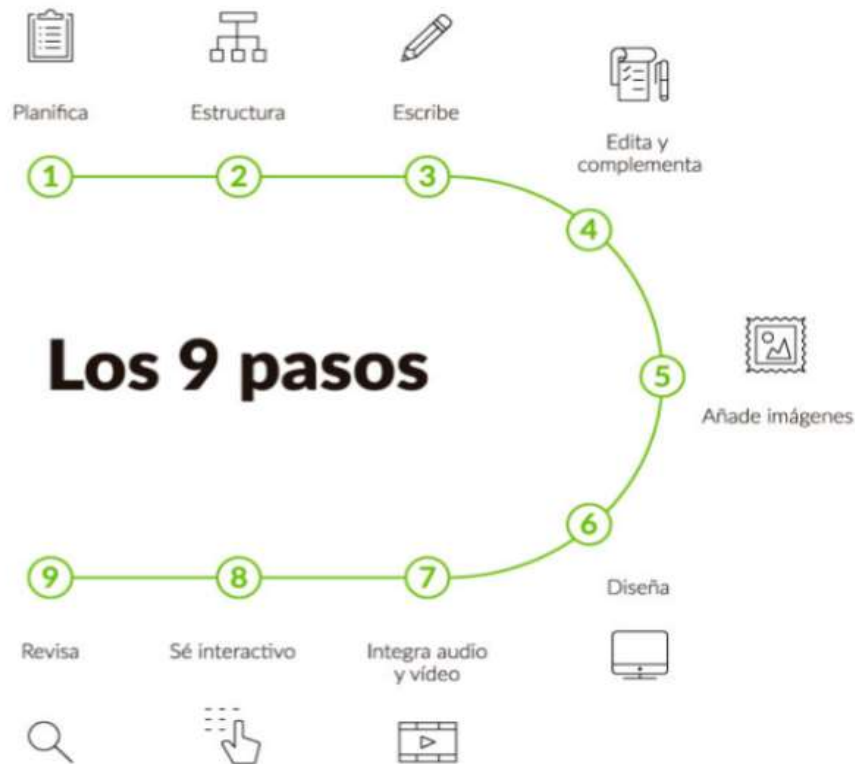 Planifica
Estructura
Escribe
Edita y
complementa
1
2
3
4
Los 9 pasos
5
Añade imágenes
6
9
8
7
Diseña
Revisa
Sé interactivo
Integra audio
y vídeo